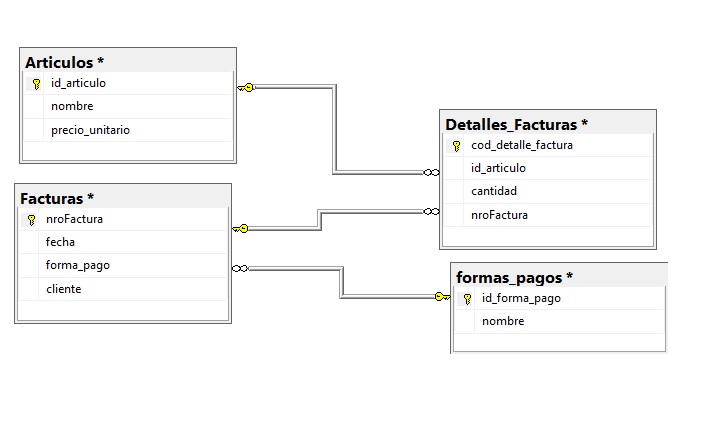 Articulos *
id_articulo
nombre
precio_unitario
Detalles_Facturas *
cod_detalle_factura
id_articulo
cantidad
nroFactura
Facturas *
nroFactura
fecha
forma_pago
cliente
formas_pagos *
id_forma_pago
nombre